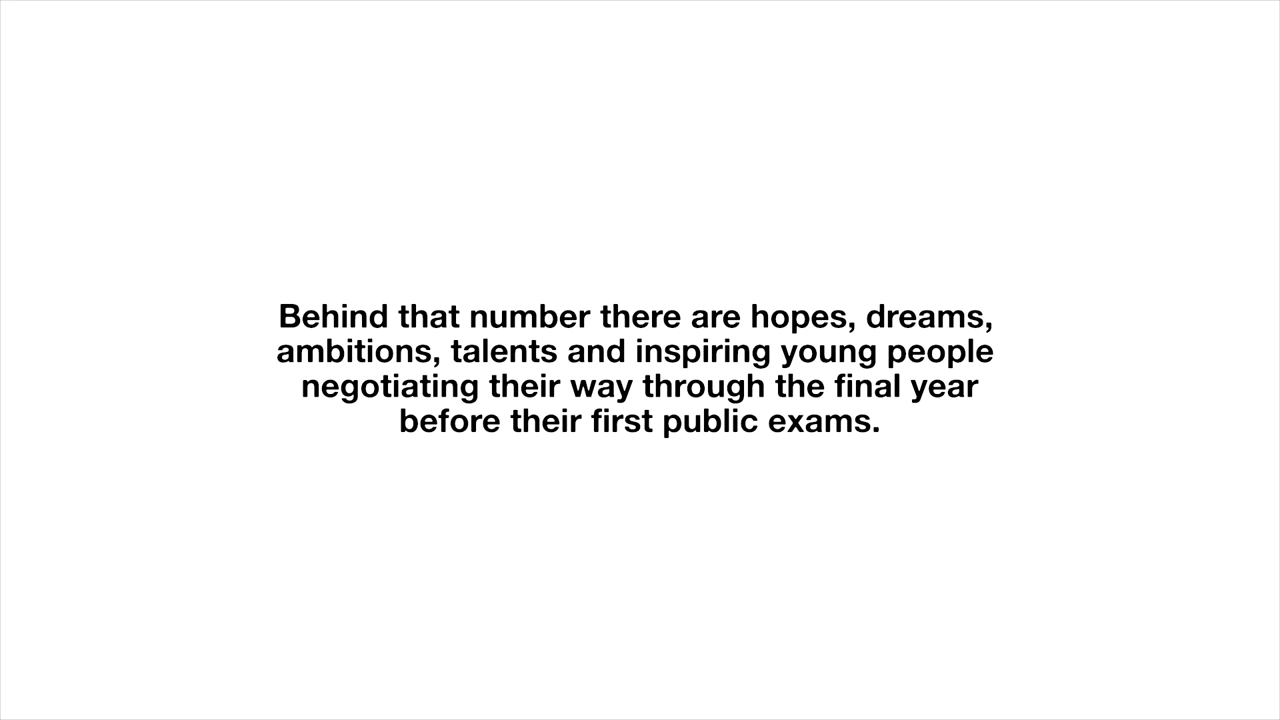 Behind that number there are hopes, dreams,
ambitions, talents and inspiring young people
negotiating their way through the final year
before their first public exams.